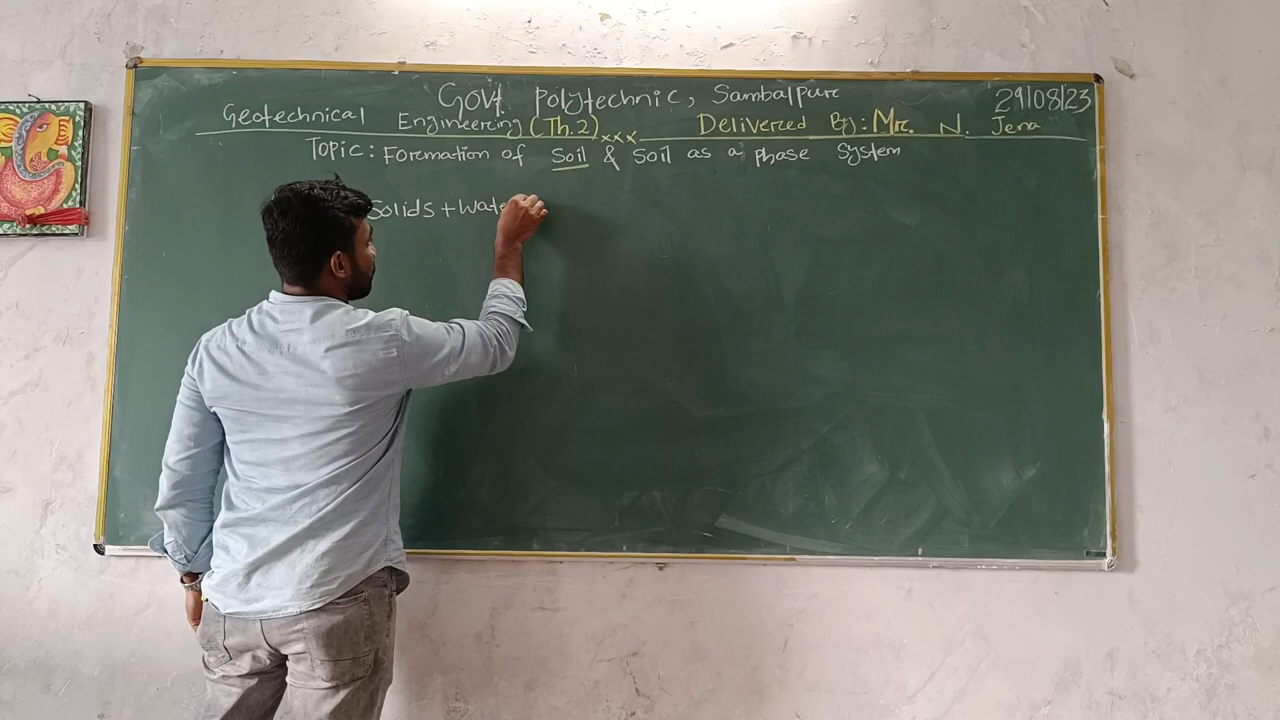 Govt. Polytechnic, Sambalpur
29/08/23
Geotechnical Engineering (Th.2) xxx Delivered By: Mr. N. Jena
Topic: Formation of Soil & Soil as a phase System
Solids + Wate